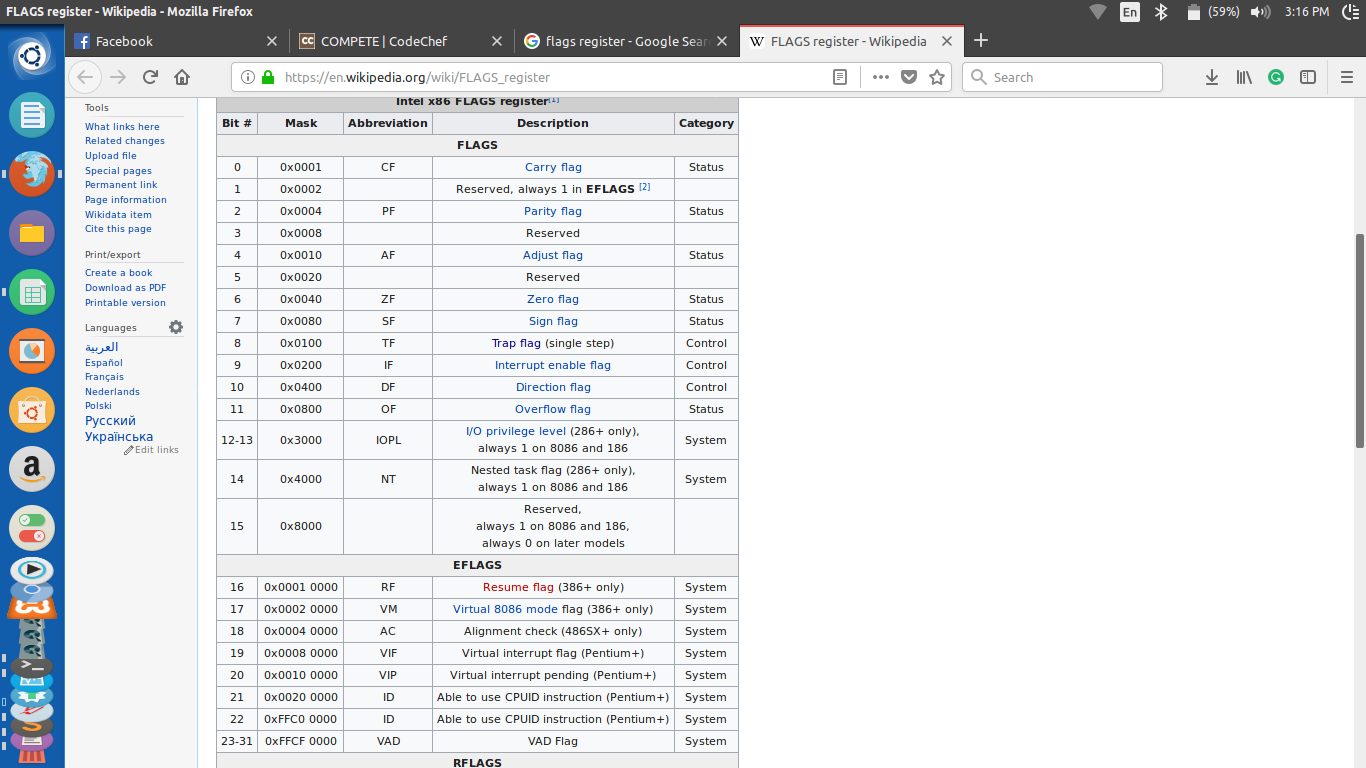 FLAGS register - Wikipedia - Mozilla Firefox
En
(59%)
3:16 PM
Facebook
CC
COMPETE | CodeChef
flags register - Google Sear
W
FLAGS register - Wikipedia
https://en.wikipedia.org/wiki/FLAGS_register
Search
Tools
What links here
Related changes
Upload file
Special pages
Permanent link
Page information
Wikidata item
Cite this page
Print/export
Create a book
Download as PDF
Printable version
Languages
العربية
Español
Français
Nederlands
Polski
Русский
Українська
Edit links
Intel x86 FLAGS register[1]
Bit # Mask Abbreviation Description Category
FLAGS
0 0x0001 CF Carry flag Status
1 0x0002 Reserved, always 1 in EFLAGS [2]
2 0x0004 PF Parity flag Status
3 0x0008 Reserved
4 0x0010 AF Adjust flag Status
5 0x0020 Reserved
6 0x0040 ZF Zero flag Status
7 0x0080 SF Sign flag Status
8 0x0100 TF Trap flag (single step) Control
9 0x0200 IF Interrupt enable flag Control
10 0x0400 DF Direction flag Control
11 0x0800 OF Overflow flag Status
12-13 0x3000 IOPL I/O privilege level (286+ only), System
always 1 on 8086 and 186
14 0x4000 NT Nested task flag (286+ only), System
always 1 on 8086 and 186
15 0x8000 Reserved,
always 1 on 8086 and 186,
always 0 on later models
EFLAGS
16 0x0001 0000 RF Resume flag (386+ only) System
17 0x0002 0000 VM Virtual 8086 mode flag (386+ only) System
18 0x0004 0000 AC Alignment check (486SX+ only) System
19 0x0008 0000 VIF Virtual interrupt flag (Pentium+) System
20 0x0010 0000 VIP Virtual interrupt pending (Pentium+) System
21 0x0020 0000 ID Able to use CPUID instruction (Pentium+) System
22 0xFFC0 0000 ID Able to use CPUID instruction (Pentium+) System
23-31 0xFFCF 0000 VAD VAD Flag System
RFLAGS